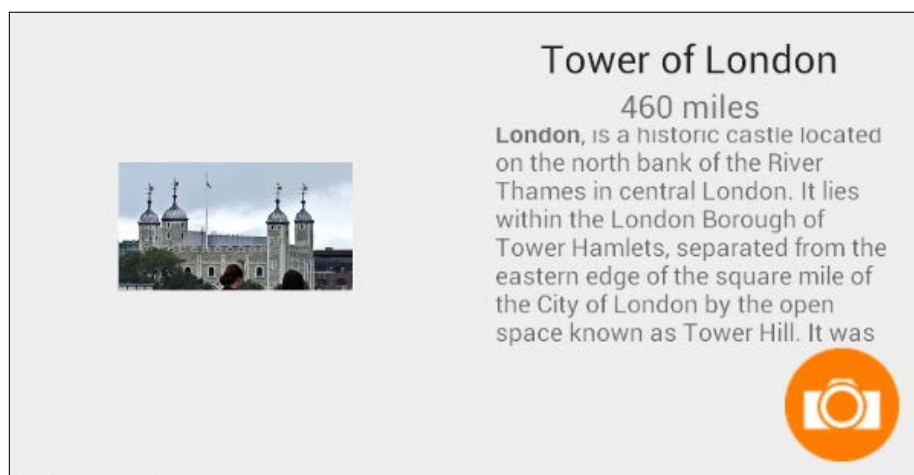 Tower of London
460 miles
London, is a historic castle located
on the north bank of the River
Thames in central London. It lies
within the London Borough of
Tower Hamlets, separated from the
eastern edge of the square mile of
the City of London by the open
space known as Tower Hill. It was